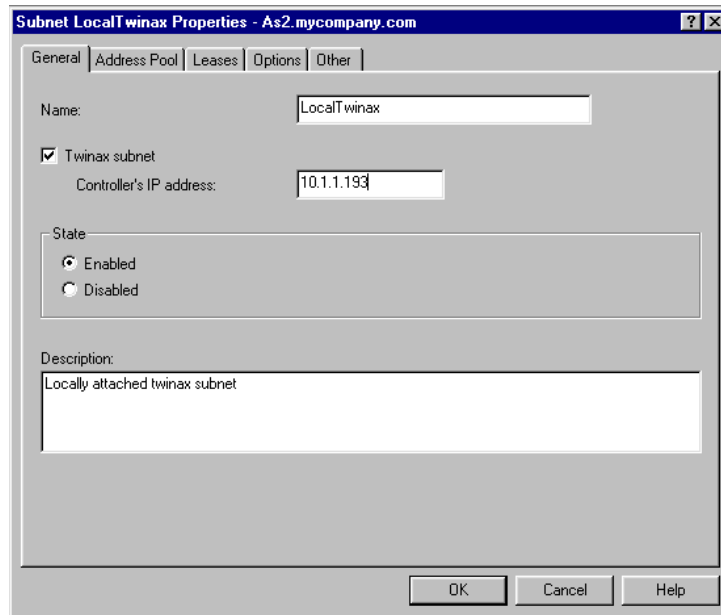 Subnet LocalTwinax Properties - As2.mycompany.com
General Address Pool Leases Options Other
Name: LocalTwinax
Twinax subnet
Controller's IP address: 10.1.1.193
State
Enabled
Disabled
Description:
Locally attached twinax subnet
OK Cancel Help